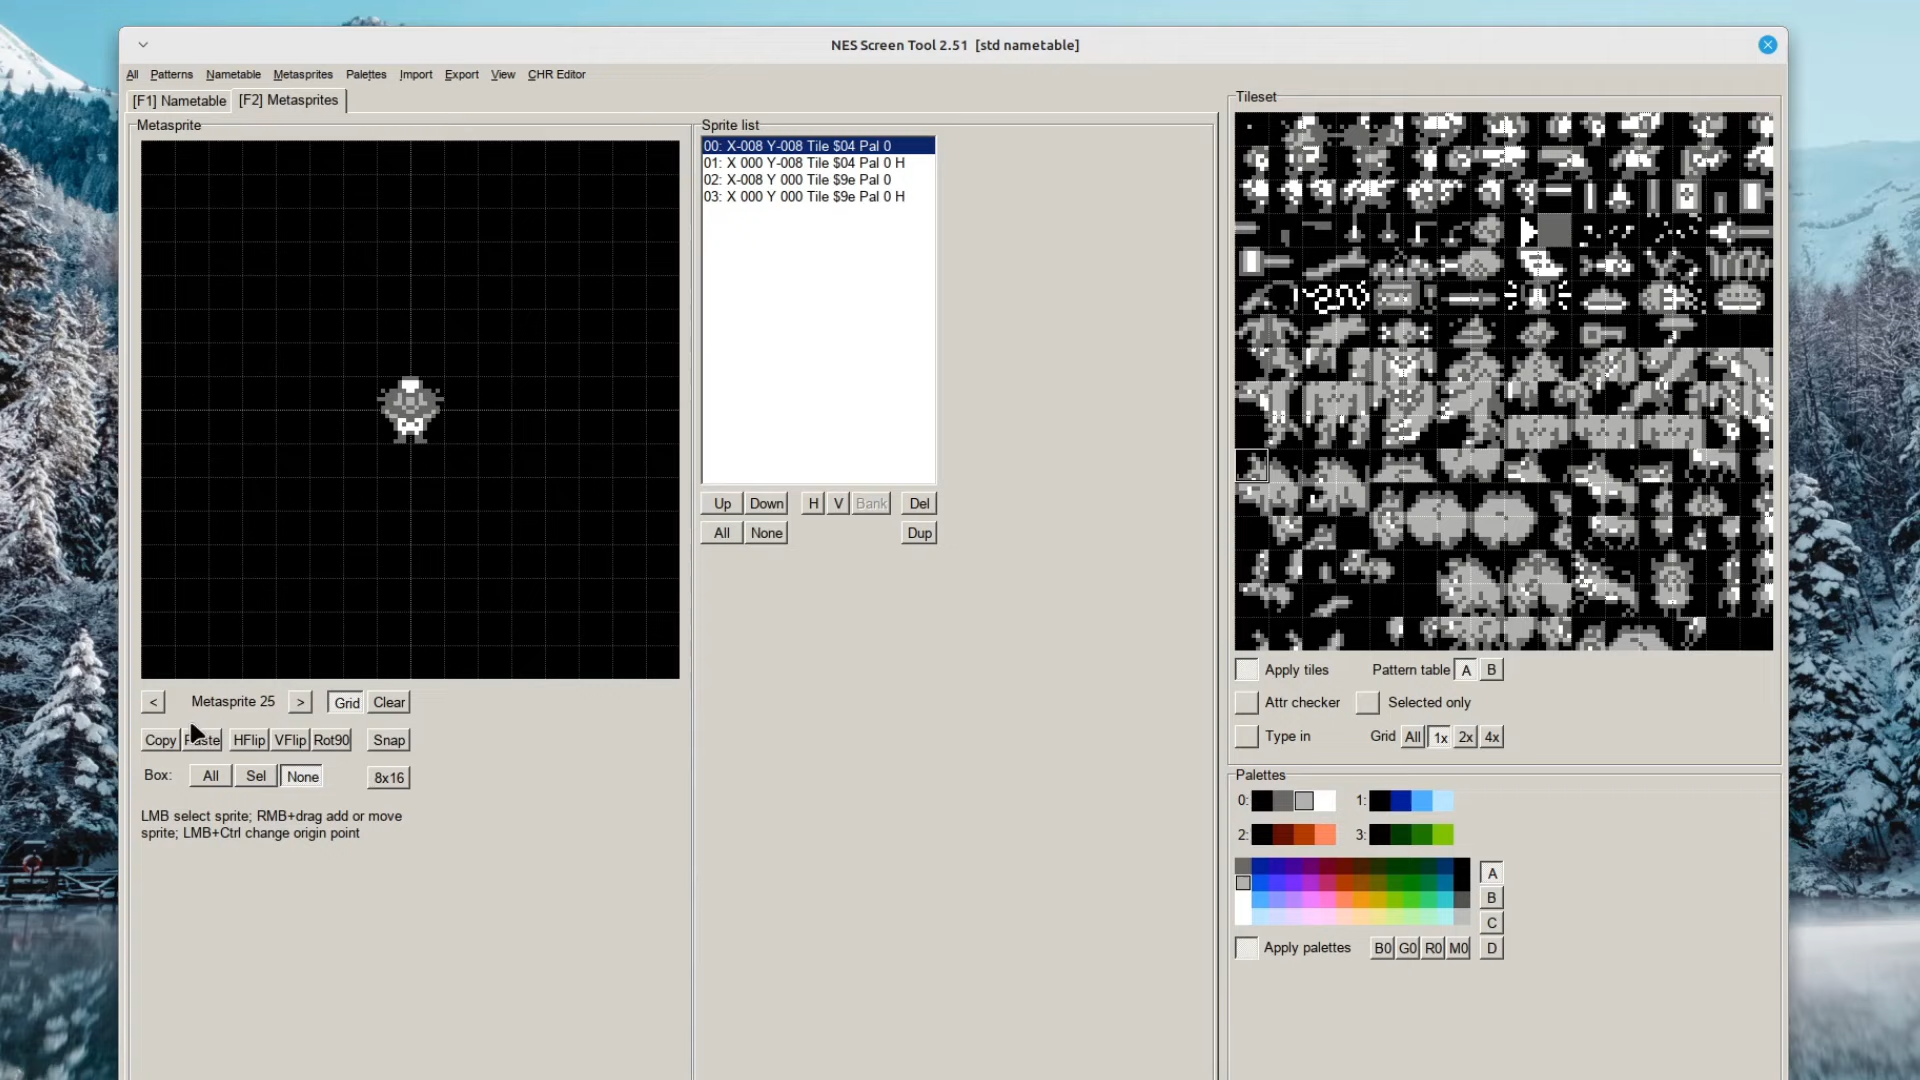 NES Screen Tool 2.51 [std nametable]
All Patterns Nametable Metasprites Palettes Import Export View CHR Editor
[F1] Nametable [F2] Metasprites
Metasprite
Sprite list
Tileset
00: X-008 Y-008 Tile $04 Pal 0
01: X 000 Y-008 Tile $04 Pal 0 H
02: X-008 Y 000 Tile $9e Pal 0
03: X 000 Y 000 Tile $9e Pal 0 H
Up Down H V Bank Del
All None Dup
< Metasprite 25 > Grid Clear
Copy Paste HFlip VFlip Rot90 Snap
Box: All Sel None 8x16
LMB select sprite; RMB+drag add or move
sprite; LMB+Ctrl change origin point
Apply tiles Pattern table A B
Attr checker Selected only
Type in Grid All 1x 2x 4x
Palettes
0: 1:
2: 3:
A
B
C
Apply palettes B0 G0 R0 M0 D